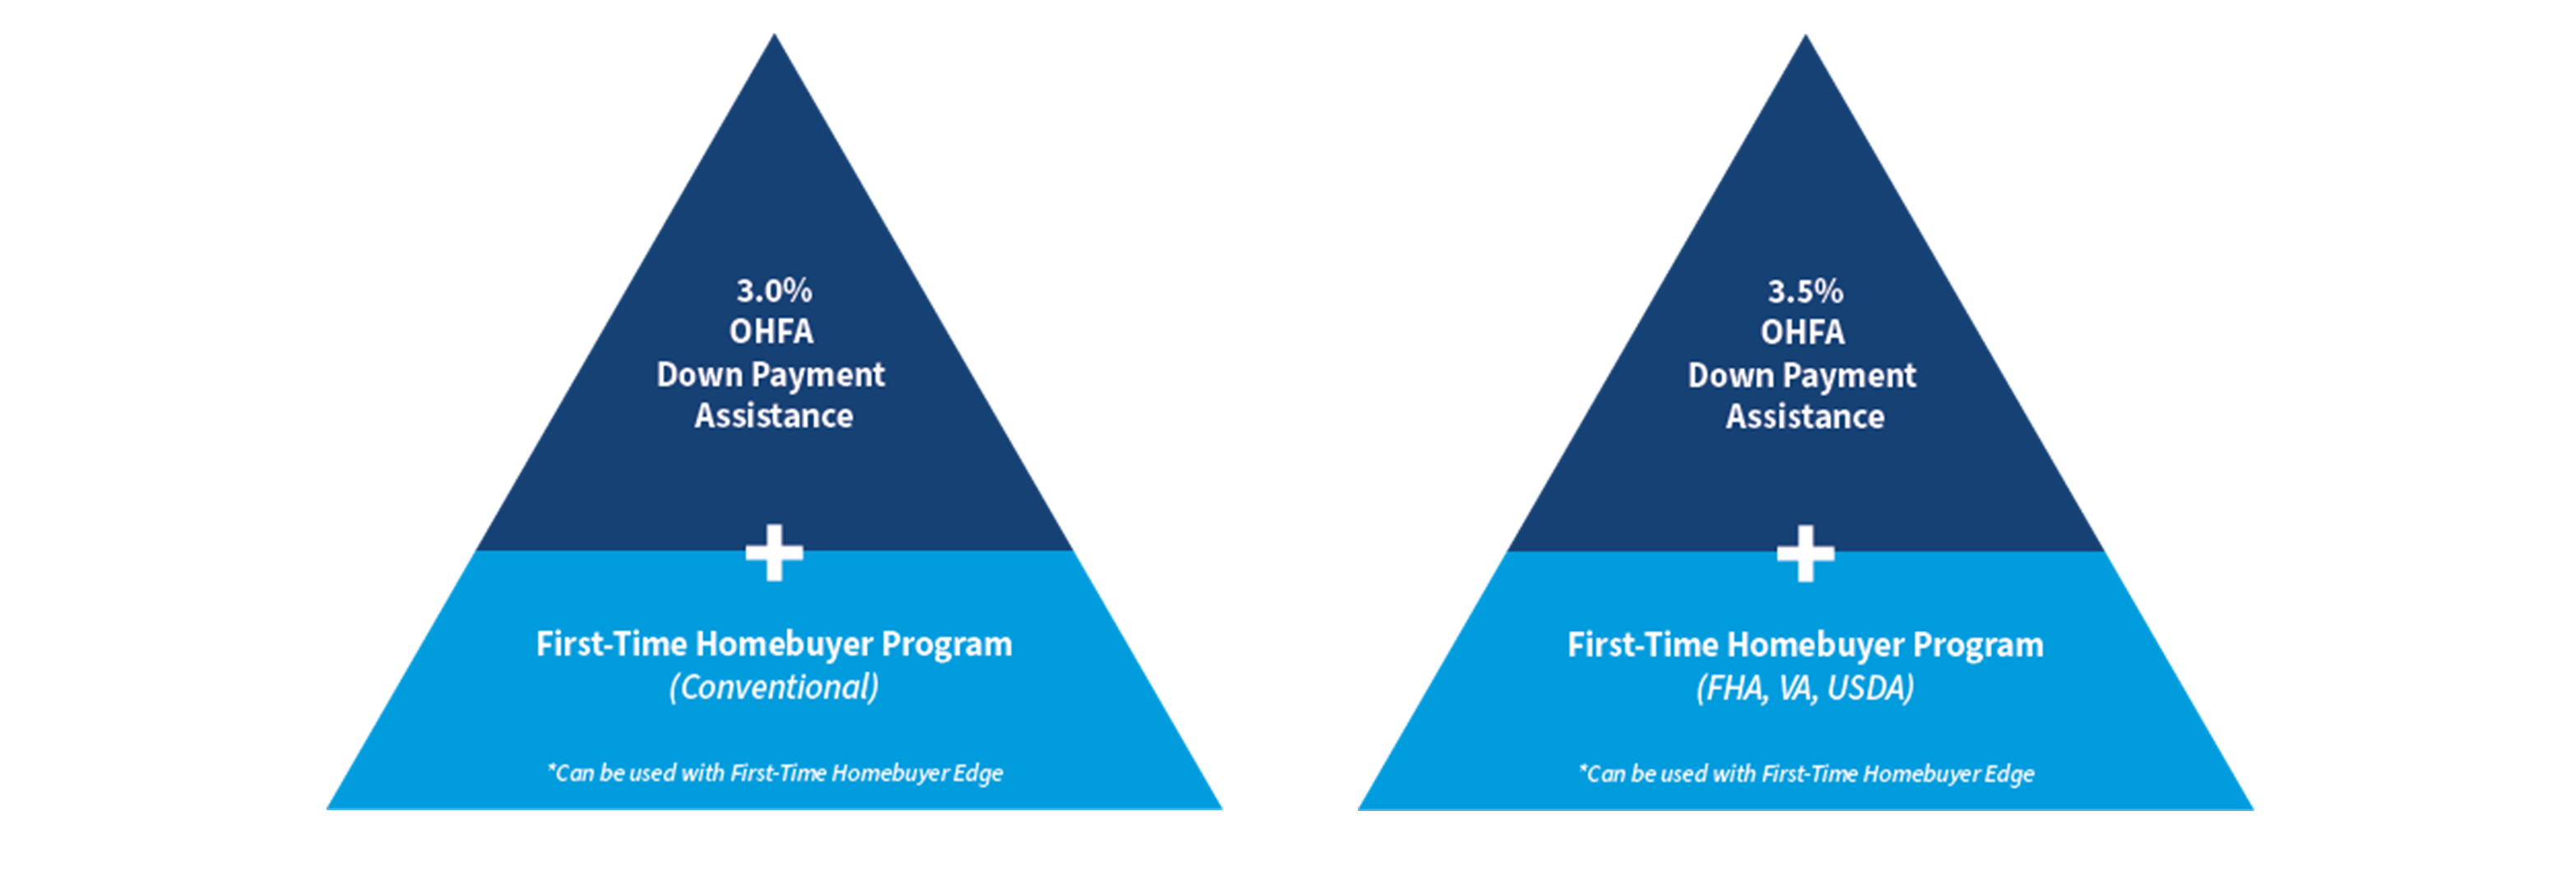 3.0%
OHFA
Down Payment
Assistance
First-Time Homebuyer Program
(Conventional)
*Can be used with First-Time Homebuyer Edge
3.5%
OHFA
Down Payment
Assistance
First-Time Homebuyer Program
(FHA, VA, USDA)
*Can be used with First-Time Homebuyer Edge